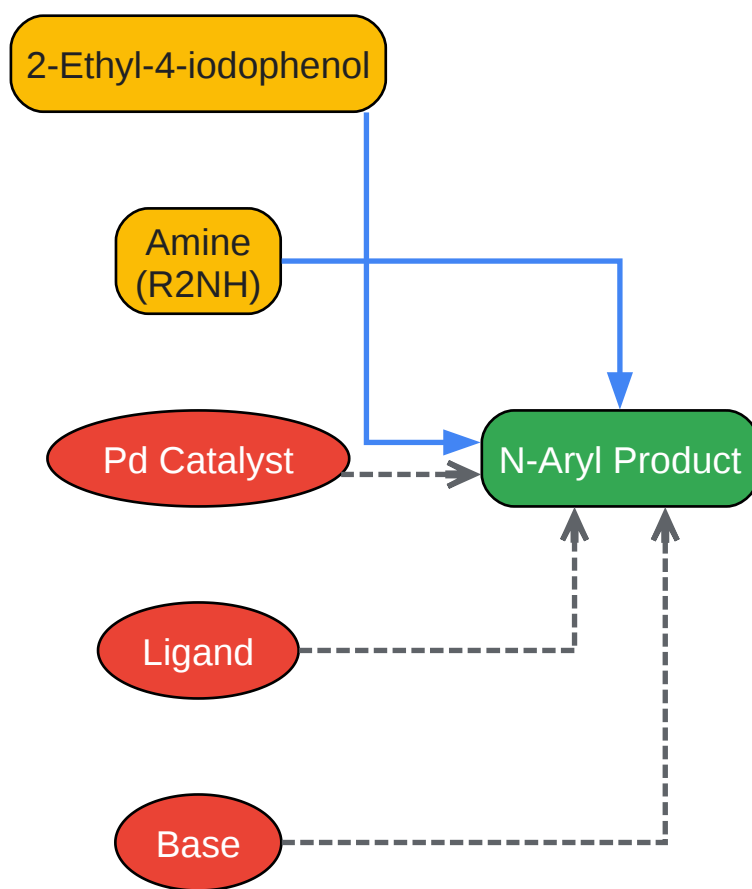 2-Ethyl-4-iodophenol
Amine
(R2NH)
Pd Catalyst
N-Aryl Product
Ligand
Base